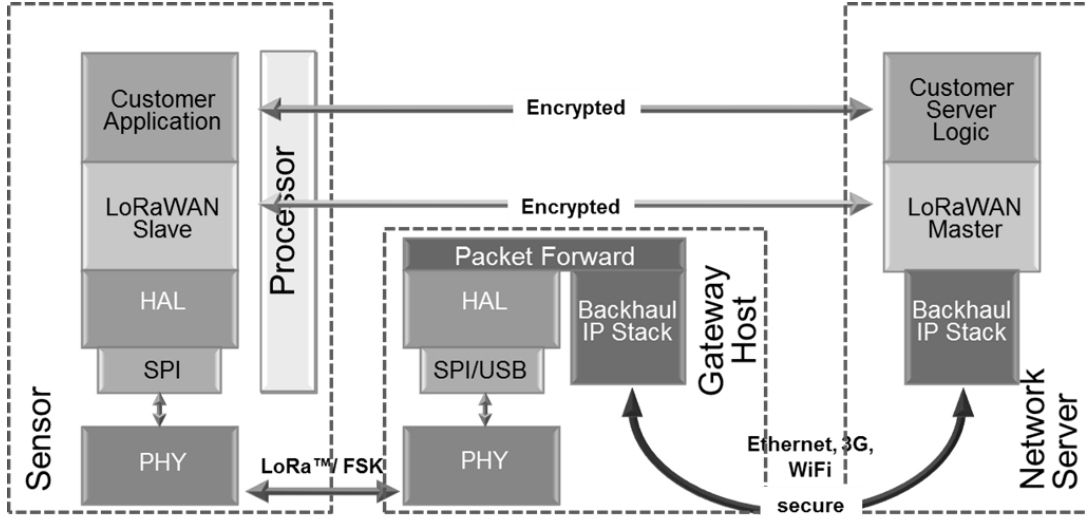 Sensor
Customer
Application
LoRaWAN
Slave
HAL
SPI
PHY
Processor
Encrypted
Encrypted
LoRa™/ FSK
Packet Forward
HAL
SPI/USB
PHY
Backhaul
IP Stack
Gateway
Host
Ethernet, 3G,
WiFi
secure
Customer
Server
Logic
LoRaWAN
Master
Backhaul
IP Stack
Network
Server